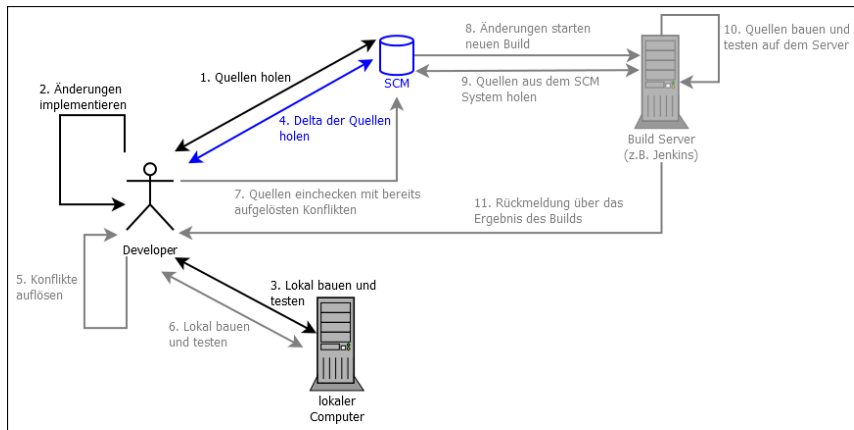 8. Änderungen starten
neuen Build
10. Quellen bauen und
testen auf dem Server
1. Quellen holen
SCM
9. Quellen aus dem SCM
System holen
2. Änderungen
implementieren
4. Delta der Quellen
holen
Build Server
(z.B. Jenkins)
7. Quellen einchecken mit bereits
aufgelösten Konflikten
11. Rückmeldung über das
Ergebnis des Builds
Developer
5. Konflikte
auflösen
3. Lokal bauen und
testen
6. Lokal bauen
und testen
lokaler
Computer